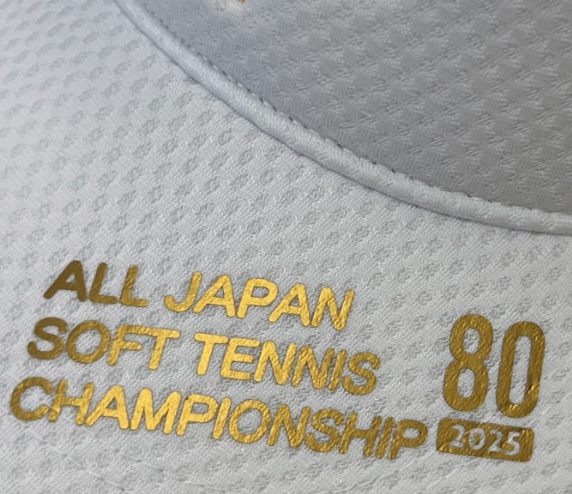 ALL JAPAN
SOFT TENNIS
CHAMPIONSHIP
80
2025